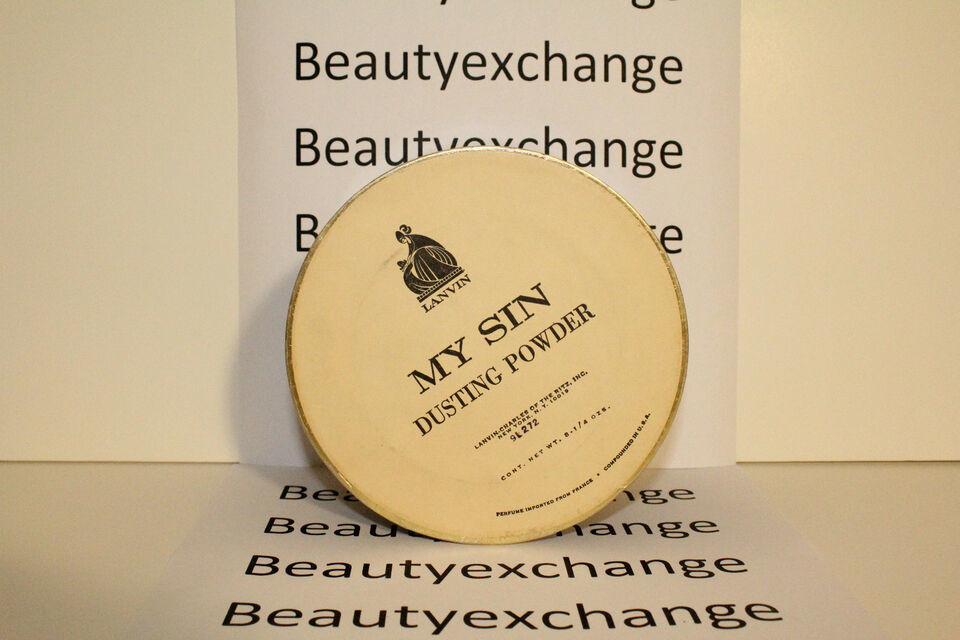 Beautyexchange
Beautyexchange
LANVIN
MY SIN
DUSTING POWDER
LANVIN-CHARLES OF THE RITZ, INC.
NEW YORK, N.Y. 10019
91272
CONT. NET WT. 8-1/4 OZS.
PERFUME IMPORTED FROM FRANCE • COMPOUNDED IN U.S.A.
Beautyexchange
Beautyexchange